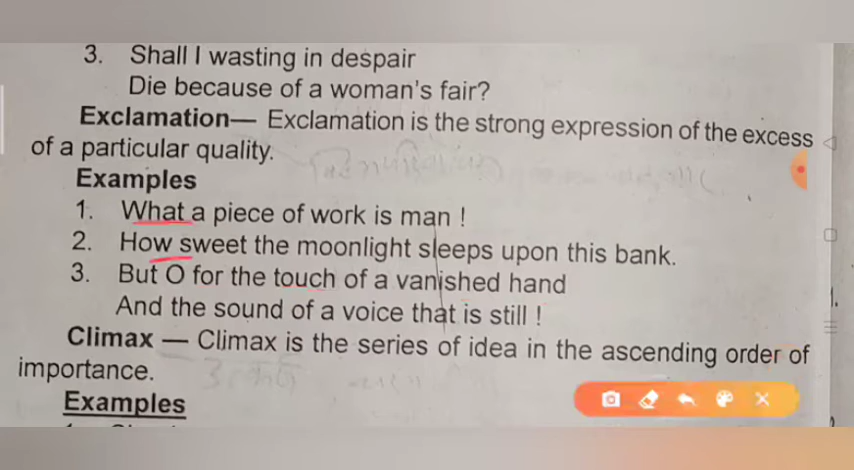 3. Shall I wasting in despair
Die because of a woman's fair?
Exclamation— Exclamation is the strong expression of the excess
of a particular quality.
Examples
1. What a piece of work is man !
2. How sweet the moonlight sleeps upon this bank.
3. But O for the touch of a vanished hand
And the sound of a voice that is still !
Climax — Climax is the series of idea in the ascending order of
importance.
Examples